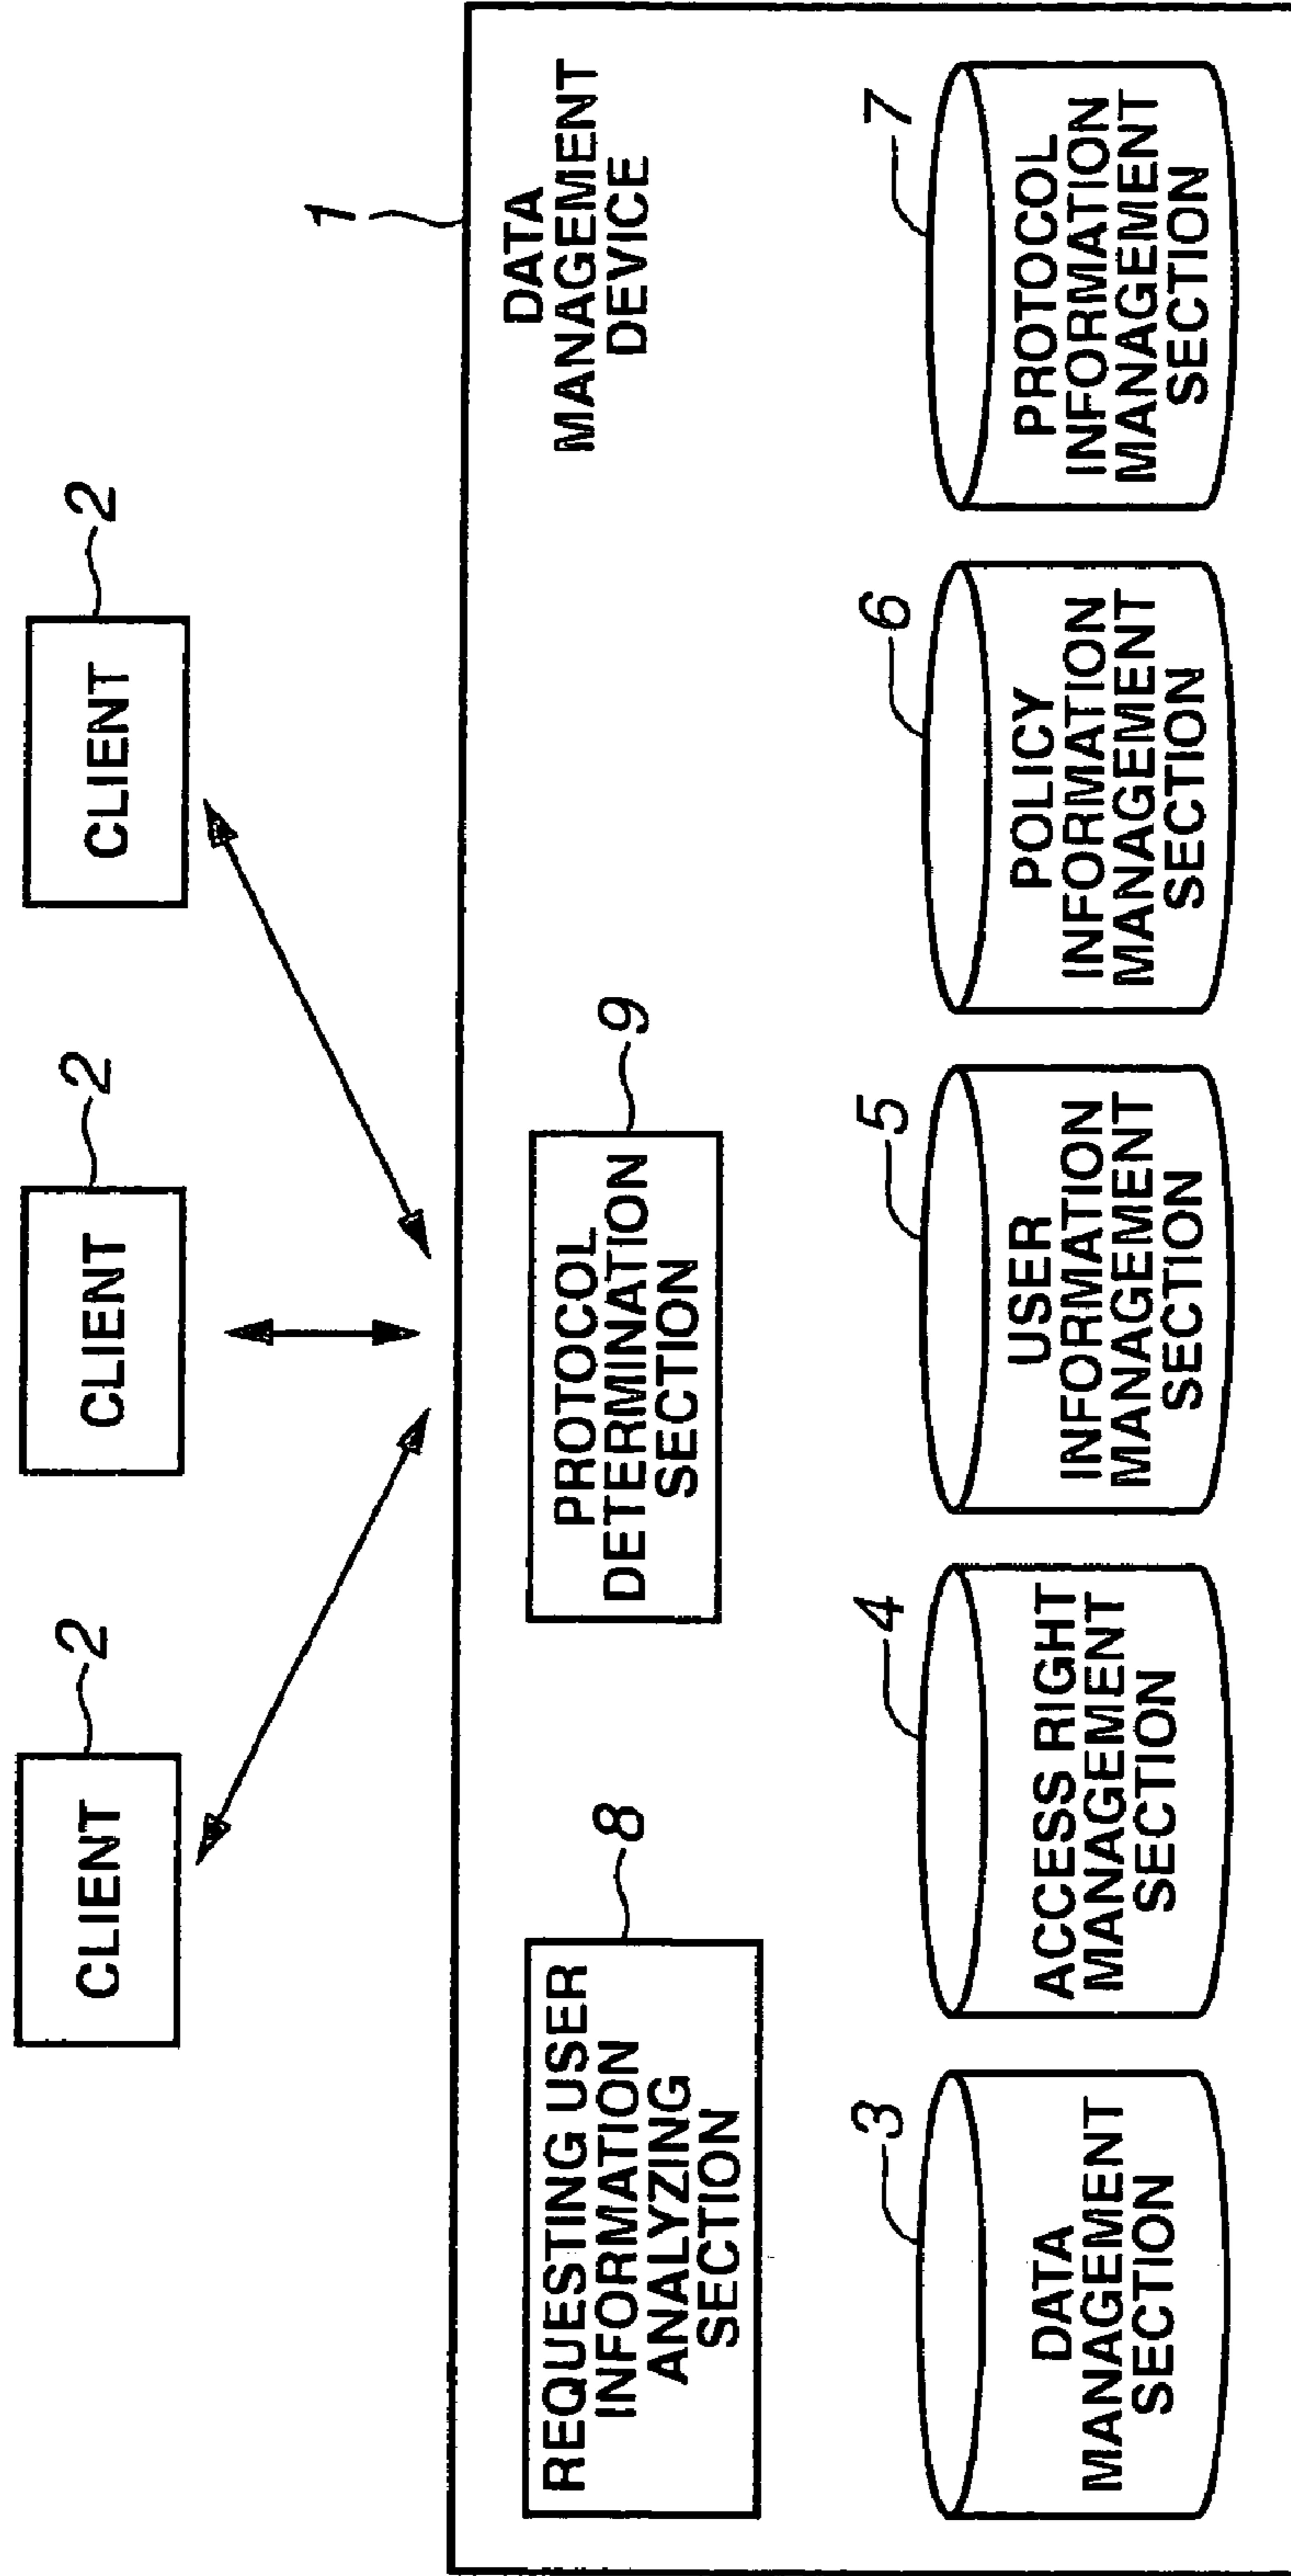 2
CLIENT
2
CLIENT
2
CLIENT
1
DATA
MANAGEMENT
DEVICE
8
REQUESTING USER
INFORMATION
ANALYZING
SECTION
9
PROTOCOL
DETERMINATION
SECTION
3
DATA
MANAGEMENT
SECTION
4
ACCESS RIGHT
MANAGEMENT
SECTION
5
USER
INFORMATION
MANAGEMENT
SECTION
6
POLICY
INFORMATION
MANAGEMENT
SECTION
7
PROTOCOL
INFORMATION
MANAGEMENT
SECTION